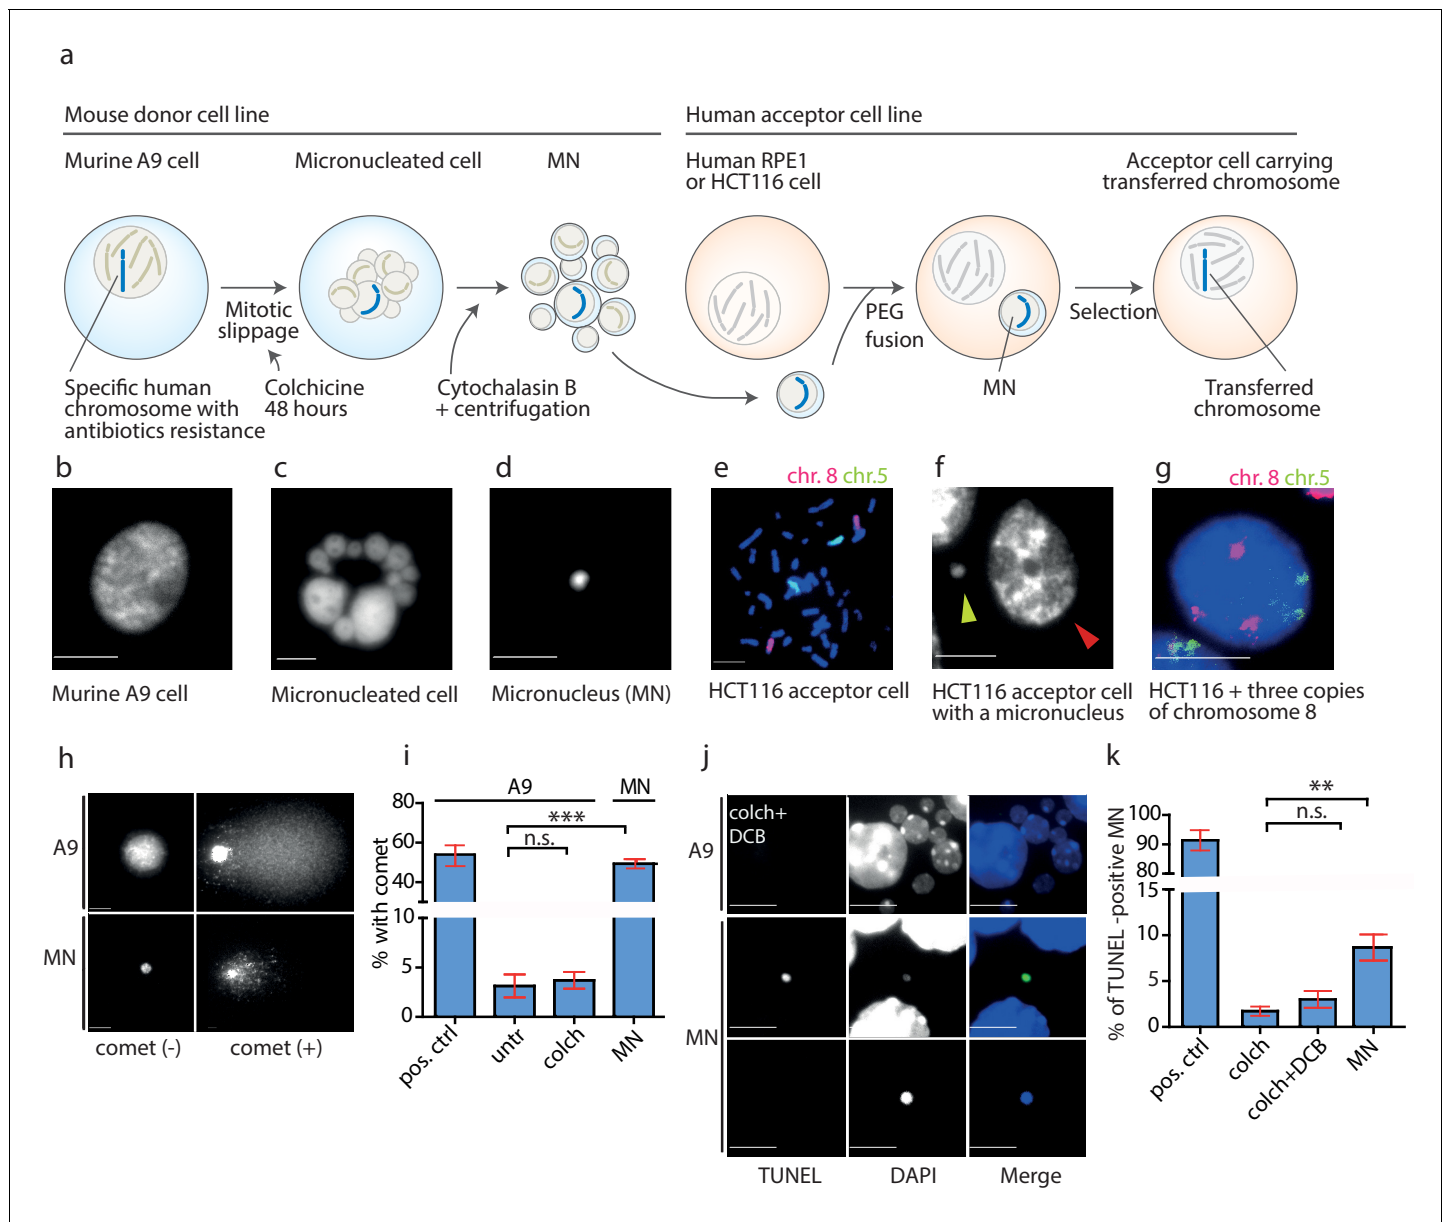 a
Mouse donor cell line
Human acceptor cell line
Murine A9 cell
Micronucleated cell
MN
Human RPE1
or HCT116 cell
Acceptor cell carrying
transferred chromosome
Mitotic
slippage
PEG
fusion
Selection
Specific human
chromosome with
antibiotics resistance
Colchicine
48 hours
Cytochalasin B
+ centrifugation
MN
Transferred
chromosome
b
Murine A9 cell
c
Micronucleated cell
d
Micronucleus (MN)
e
chr. 8 chr.5
HCT116 acceptor cell
f
HCT116 acceptor cell
with a micronucleus
g
chr. 8 chr.5
HCT116 + three copies
of chromosome 8
h
A9
MN
comet (-)
comet (+)
i
A9
MN
% with comet
80
60
40
10
5
0
***
n.s.
pos. ctrl
untr
colch
MN
j
A9
colch+
DCB
MN
TUNEL
DAPI
Merge
k
% of TUNEL -positive MN
100
90
80
15
10
5
0
**
n.s.
pos. ctrl
colch
colch+DCB
MN